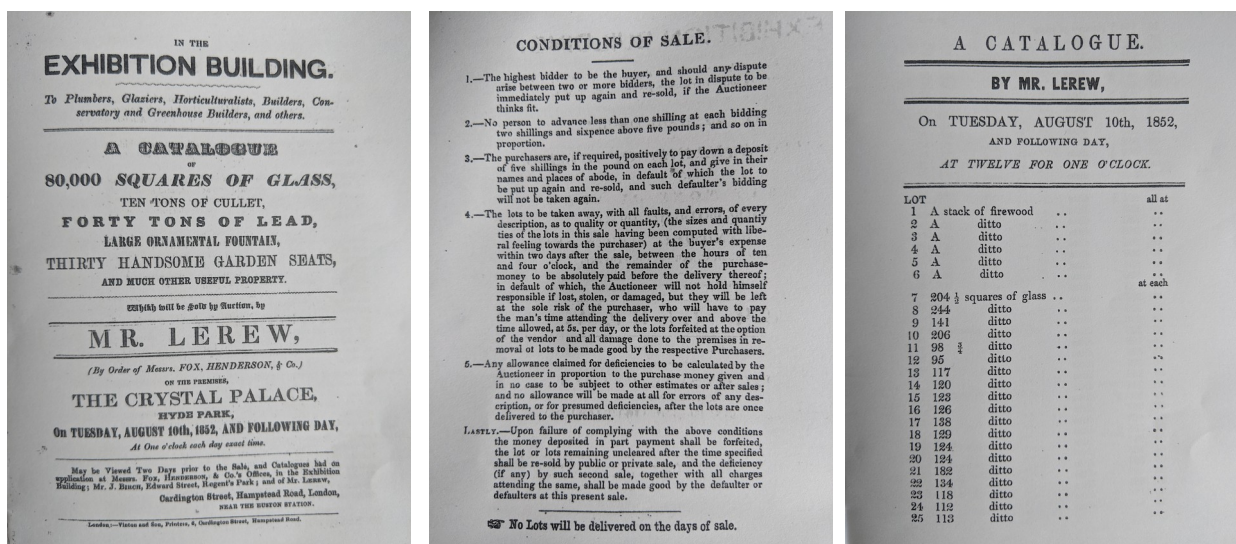 IN THE
EXHIBITION BUILDING.
To Plumbers, Glaziers, Horticulturalists, Builders, Con-
servatory and Greenhouse Builders, and others.
A CATALOGUE
OF
80,000 SQUARES OF GLASS,
TEN TONS OF CULLET,
FORTY TONS OF LEAD,
LARGE ORNAMENTAL FOUNTAIN,
THIRTY HANDSOME GARDEN SEATS,
AND MUCH OTHER USEFUL PROPERTY.
Which will be Sold by Auction, by
MR. LEREW,
(By Order of Messrs. FOX, HENDERSON, & Co.)
ON THE PREMISES,
THE CRYSTAL PALACE,
HYDE PARK,
On TUESDAY, AUGUST 10th, 1852, AND FOLLOWING DAY,
At One o'clock each day exact time.
May be Viewed Two Days prior to the Sale, and Catalogues had on
application at Messrs. FOX, HENDERSON, & Co.'s Offices, in the Exhibition
Building; Mr. J. BIRCH, Edward Street, Regent's Park; and of Mr. LEREW,
Cardington Street, Hampstead Road, London,
NEAR THE EUSTON STATION.
London:—Vinton and Son, Printers, 8, Cardington Street, Hampstead Road.
CONDITIONS OF SALE.
1.—The highest bidder to be the buyer, and should any dispute
arise between two or more bidders, the lot in dispute to be
immediately put up again and re-sold, if the Auctioneer
thinks fit.
2.—No person to advance less than one shilling at each bidding
two shillings and sixpence above five pounds; and so on in
proportion.
3.—The purchasers are, if required, positively to pay down a deposit
of five shillings in the pound on each lot, and give in their
names and places of abode, in default of which the lot to
be put up again and re-sold, and such defaulter's bidding
will not be taken again.
4.—The lots to be taken away, with all faults, and errors, of every
description, as to quality or quantity, (the sizes and quantiy
ties of the lots in this sale having been computed with libe-
ral feeling towards the purchaser) at the buyer's expense
within two days after the sale, between the hours of ten
and four o'clock, and the remainder of the purchase-
money to be absolutely paid before the delivery thereof;
in default of which, the Auctioneer will not hold himself
responsible if lost, stolen, or damaged, but they will be left
at the sole risk of the purchaser, who will have to pay
the man's time attending the delivery over and above the
time allowed, at 5s. per day, or the lots forfeited at the option
of the vendor and all damage done to the premises in re-
moval of lots to be made good by the respective Purchasers.
5.—Any allowance claimed for deficiencies to be calculated by the
Auctioneer in proportion to the purchase money given and
in no case to be subject to other estimates or after sales;
and no allowance will be made at all for errors of any des-
cription, or for presumed deficiencies, after the lots are once
delivered to the purchaser.
LASTLY.—Upon failure of complying with the above conditions
the money deposited in part payment shall be forfeited,
the lot or lots remaining uncleared after the time specified
shall be re-sold by public or private sale, and the deficiency
(if any) by such second sale, together with all charges
attending the same, shall be made good by the defaulter or
defaulters at this present sale.
☞ No Lots will be delivered on the days of sale.
A CATALOGUE.
BY MR. LEREW,
On TUESDAY, AUGUST 10th, 1852,
AND FOLLOWING DAY,
AT TWELVE FOR ONE O'CLOCK.
LOT all at
1 A stack of firewood .. ..
2 A ditto .. ..
3 A ditto .. ..
4 A ditto .. ..
5 A ditto .. ..
6 A ditto .. ..
at each
7 204 ½ squares of glass .. ..
8 244 ditto .. ..
9 141 ditto .. ..
10 206 ditto .. ..
11 98 ¾ ditto .. ..
12 95 ditto .. ..
13 117 ditto .. ..
14 120 ditto .. ..
15 123 ditto .. ..
16 126 ditto .. ..
17 138 ditto .. ..
18 129 ditto .. ..
19 124 ditto .. ..
20 124 ditto .. ..
21 182 ditto .. ..
22 134 ditto .. ..
23 118 ditto .. ..
24 112 ditto .. ..
25 113 ditto .. ..